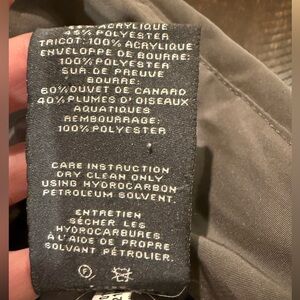 ACRYLIQUE
45% POLYESTER
TRICOT: 100% ACRYLIQUE
ENVELOPPE DE BOURRE:
100% POLYESTER
SUR DE PREUVE
BOURRE:
60% DUVET DE CANARD
40% PLUMES D'OISEAUX
AQUATIQUES
REMBOURRAGE:
100% POLYESTER
CARE INSTRUCTION
DRY CLEAN ONLY
USING HYDROCARBON
PETROLEUM SOLVENT.
ENTRETIEN
SÉCHER LES
HYDROCARBURES
À L'AIDE DE PROPRE
SOLVANT PÉTROLIER.
F